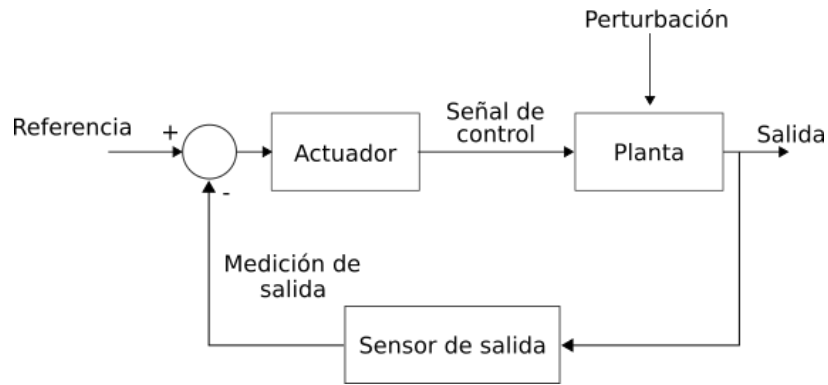 Perturbación
Referencia
+
-
Actuador
Señal de
control
Planta
Salida
Medición de
salida
Sensor de salida